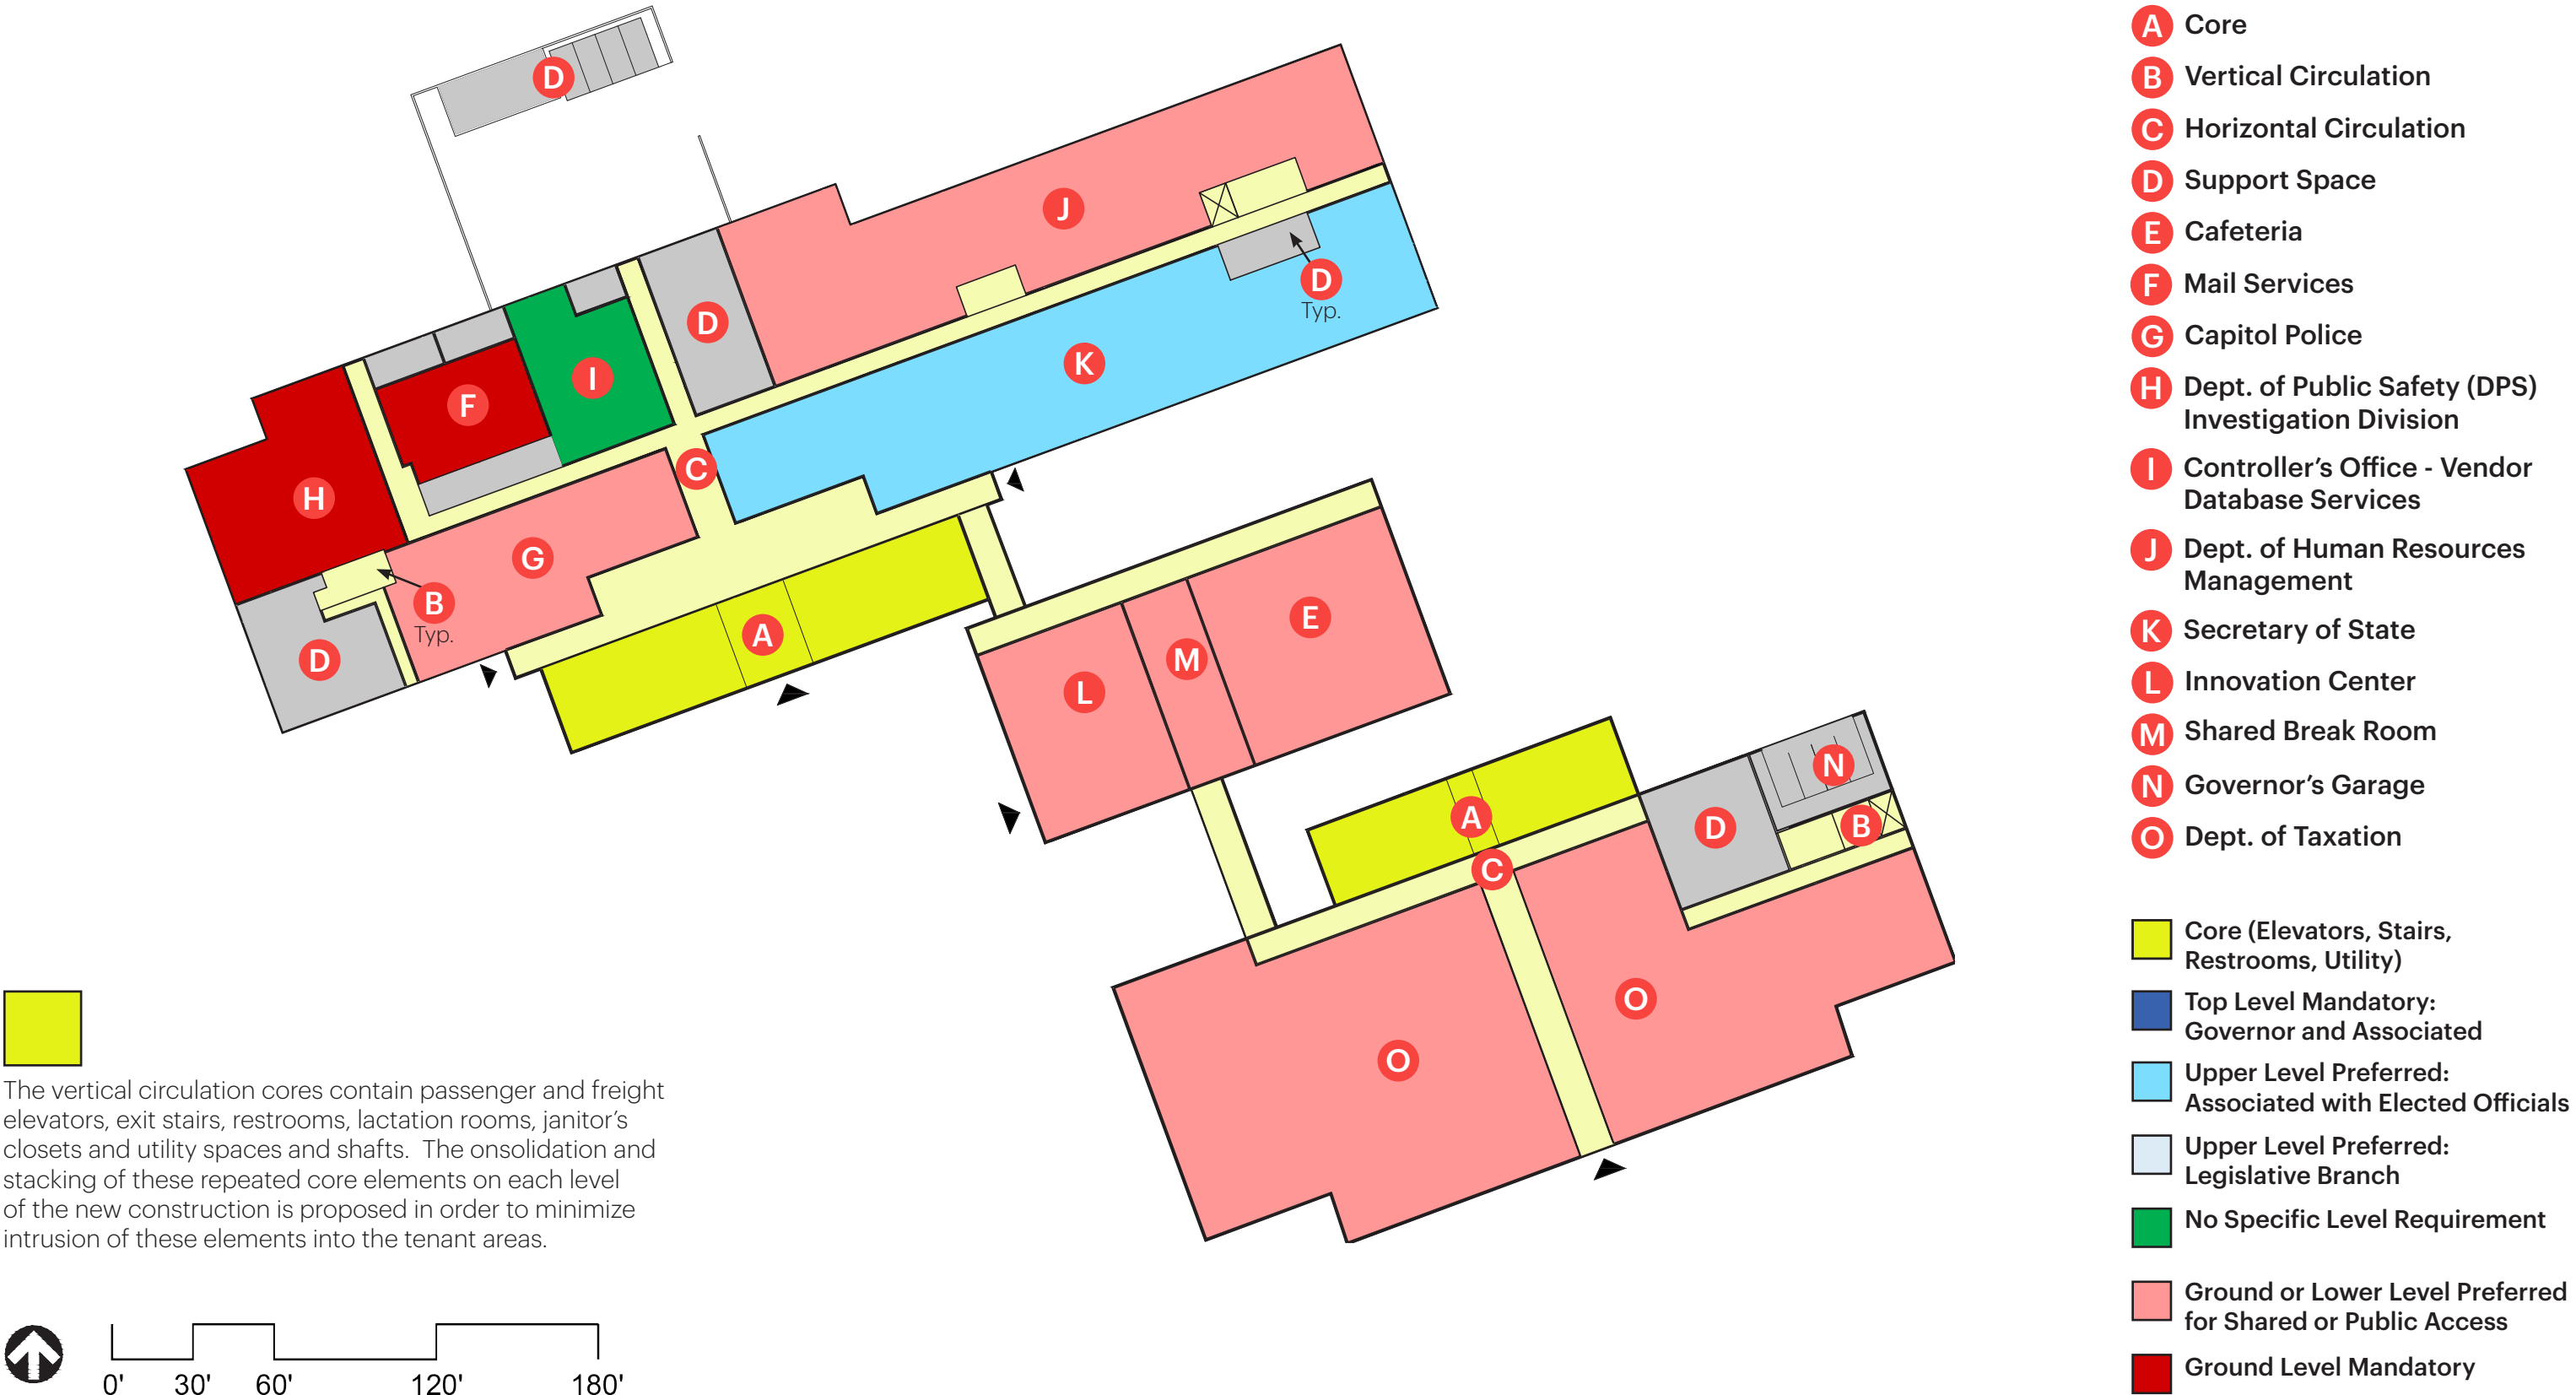 D
J
D
Typ.
D
K
I
F
C
H
G
B
Typ.
A
D
E
M
L
N
A
B
D
C
O
O
The vertical circulation cores contain passenger and freight
elevators, exit stairs, restrooms, lactation rooms, janitor’s
closets and utility spaces and shafts.  The onsolidation and
stacking of these repeated core elements on each level
of the new construction is proposed in order to minimize
intrusion of these elements into the tenant areas.
0' 30' 60' 120' 180'
A Core
B Vertical Circulation
C Horizontal Circulation
D Support Space
E Cafeteria
F Mail Services
G Capitol Police
H Dept. of Public Safety (DPS)
Investigation Division
I Controller’s Office - Vendor
Database Services
J Dept. of Human Resources
Management
K Secretary of State
L Innovation Center
M Shared Break Room
N Governor’s Garage
O Dept. of Taxation
Core (Elevators, Stairs,
Restrooms, Utility)
Top Level Mandatory:
Governor and Associated
Upper Level Preferred:
Associated with Elected Officials
Upper Level Preferred:
Legislative Branch
No Specific Level Requirement
Ground or Lower Level Preferred
for Shared or Public Access
Ground Level Mandatory